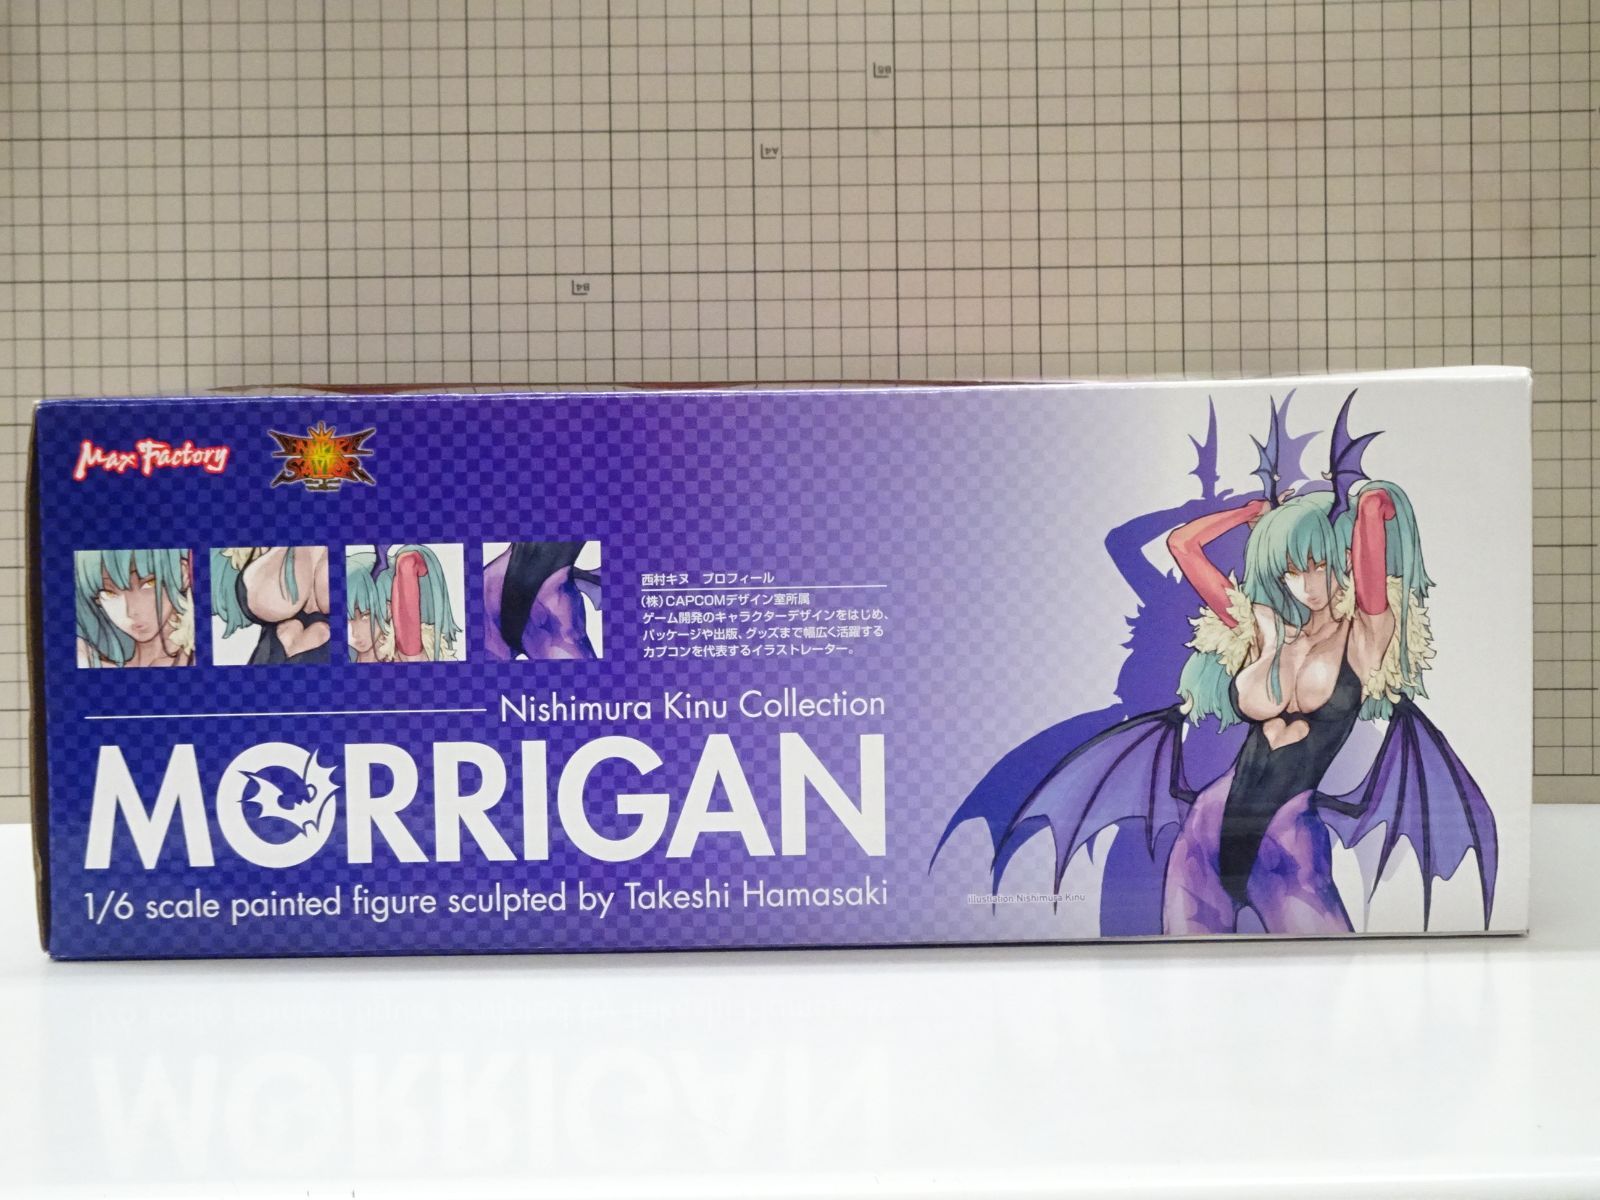 B5
A4
B4
Max Factory
VAMPIRE
SAVIOR
西村キヌ プロフィール
(株)CAPCOMデザイン室所属
ゲーム開発のキャラクターデザインをはじめ、
パッケージや出版、グッズまで幅広く活躍する
カプコンを代表するイラストレーター。
Nishimura Kinu Collection
MORRIGAN
1/6 scale painted figure sculpted by Takeshi Hamasaki
illustration Nishimura Kinu